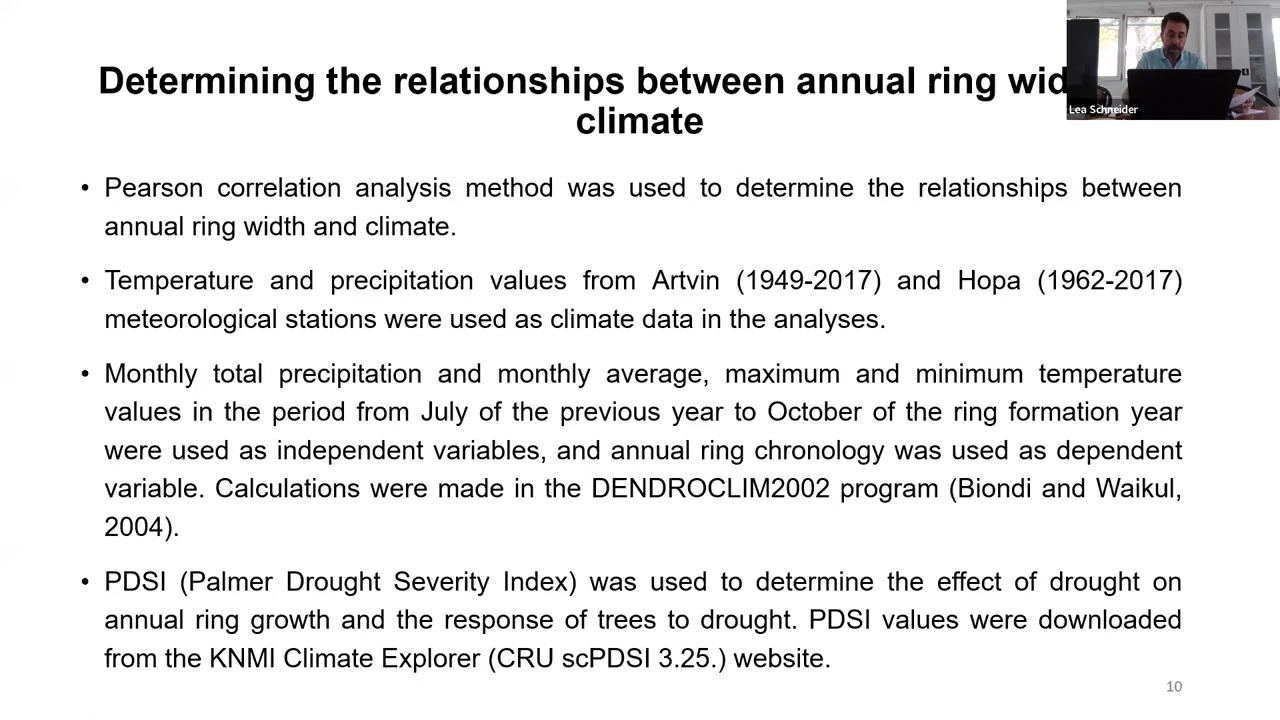 Determining the relationships between annual ring wid
climate
Lea Schneider
• Pearson correlation analysis method was used to determine the relationships between
annual ring width and climate.
• Temperature and precipitation values from Artvin (1949-2017) and Hopa (1962-2017)
meteorological stations were used as climate data in the analyses.
• Monthly total precipitation and monthly average, maximum and minimum temperature
values in the period from July of the previous year to October of the ring formation year
were used as independent variables, and annual ring chronology was used as dependent
variable. Calculations were made in the DENDROCLIM2002 program (Biondi and Waikul,
2004).
• PDSI (Palmer Drought Severity Index) was used to determine the effect of drought on
annual ring growth and the response of trees to drought. PDSI values were downloaded
from the KNMI Climate Explorer (CRU scPDSI 3.25.) website.
10